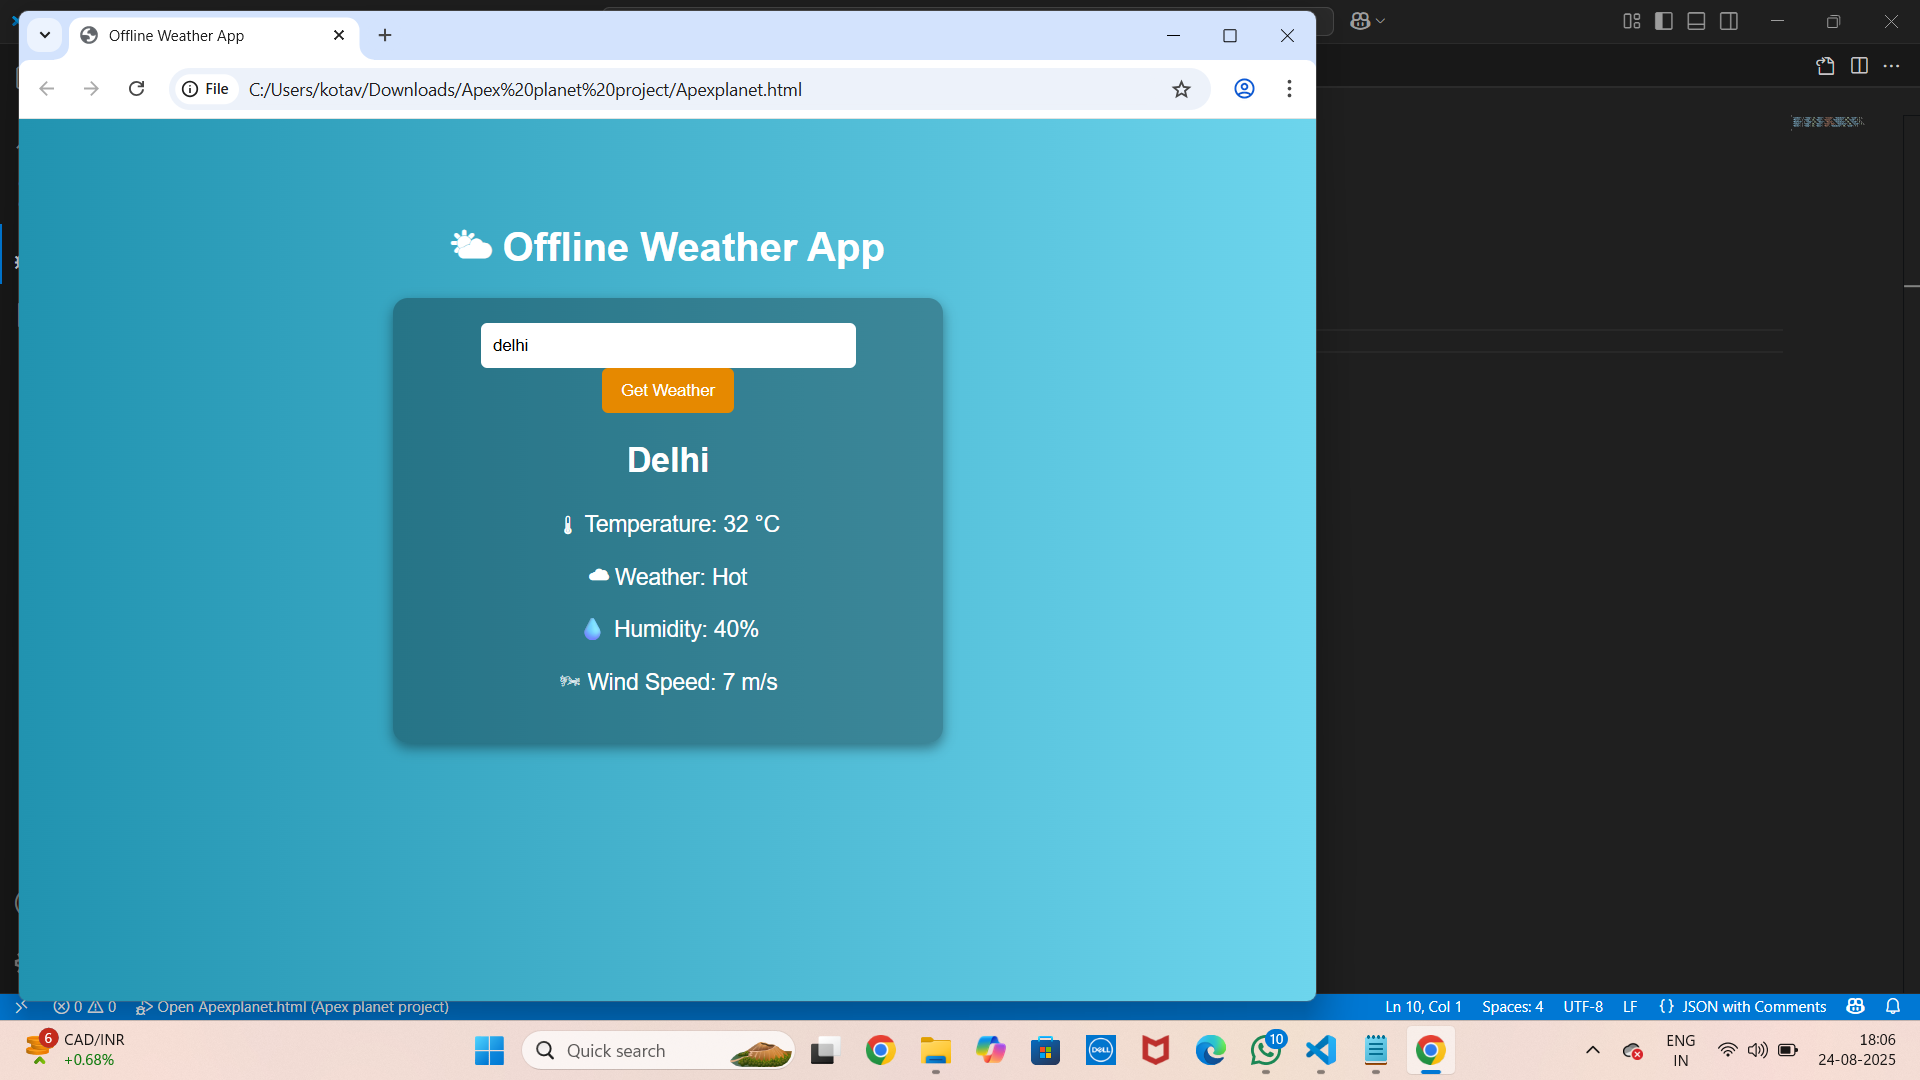 Offline Weather App
File
C:/Users/kotav/Downloads/Apex%20planet%20project/Apexplanet.html
Offline Weather App
delhi
Get Weather
Delhi
Temperature: 32 °C
Weather: Hot
Humidity: 40%
Wind Speed: 7 m/s
0 0 Open Apexplanet.html (Apex planet project)
Ln 10, Col 1 Spaces: 4 UTF-8 LF {} JSON with Comments
6
CAD/INR
+0.68%
Quick search
DELL
10
ENG
IN
18:06
24-08-2025